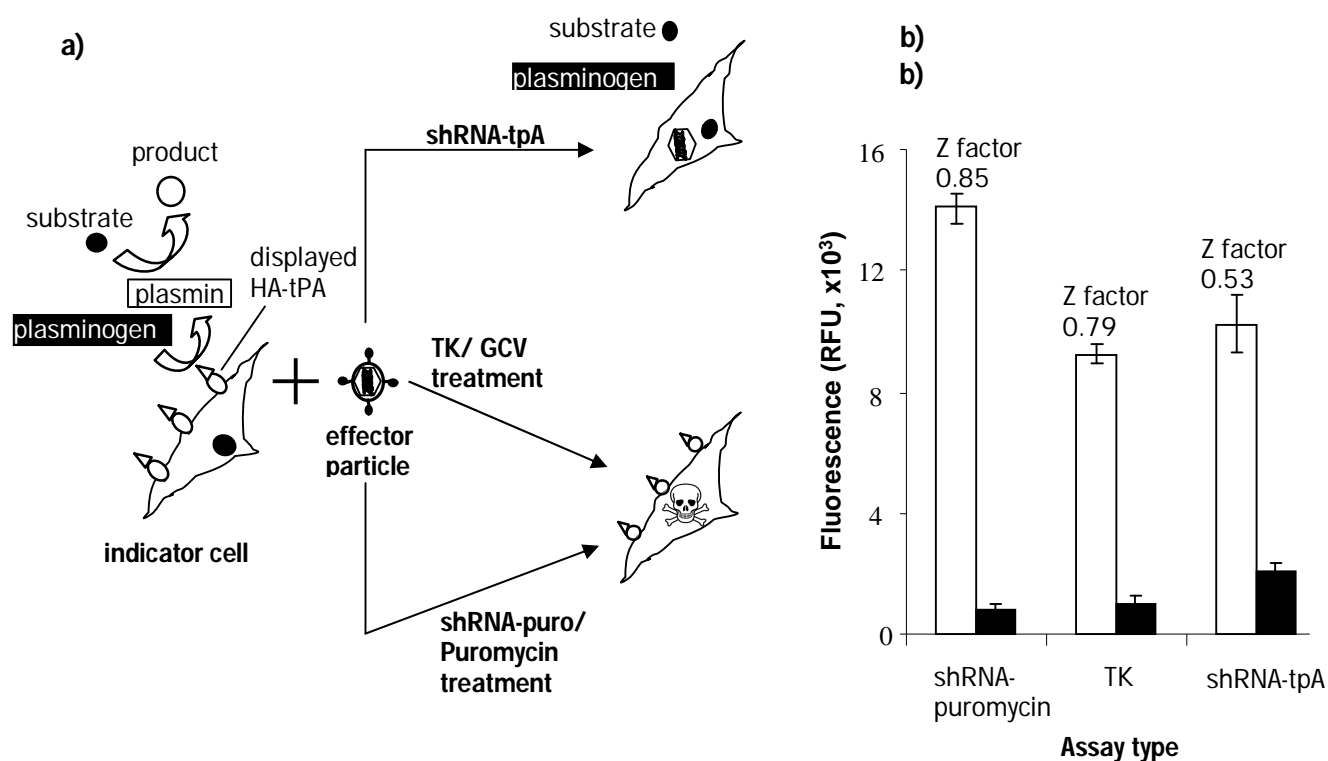 a)
substrate
plasminogen
shRNA-tpA
product
substrate
displayed
HA-tPA
plasmin
plasminogen
TK/ GCV
treatment
effector
particle
indicator cell
shRNA-puro/
Puromycin
treatment
b)
b)
Fluorescence (RFU, x10³)
16
12
8
4
0
Z factor
0.85
Z factor
0.79
Z factor
0.53
shRNA-
puromycin
TK
shRNA-tpA
Assay type